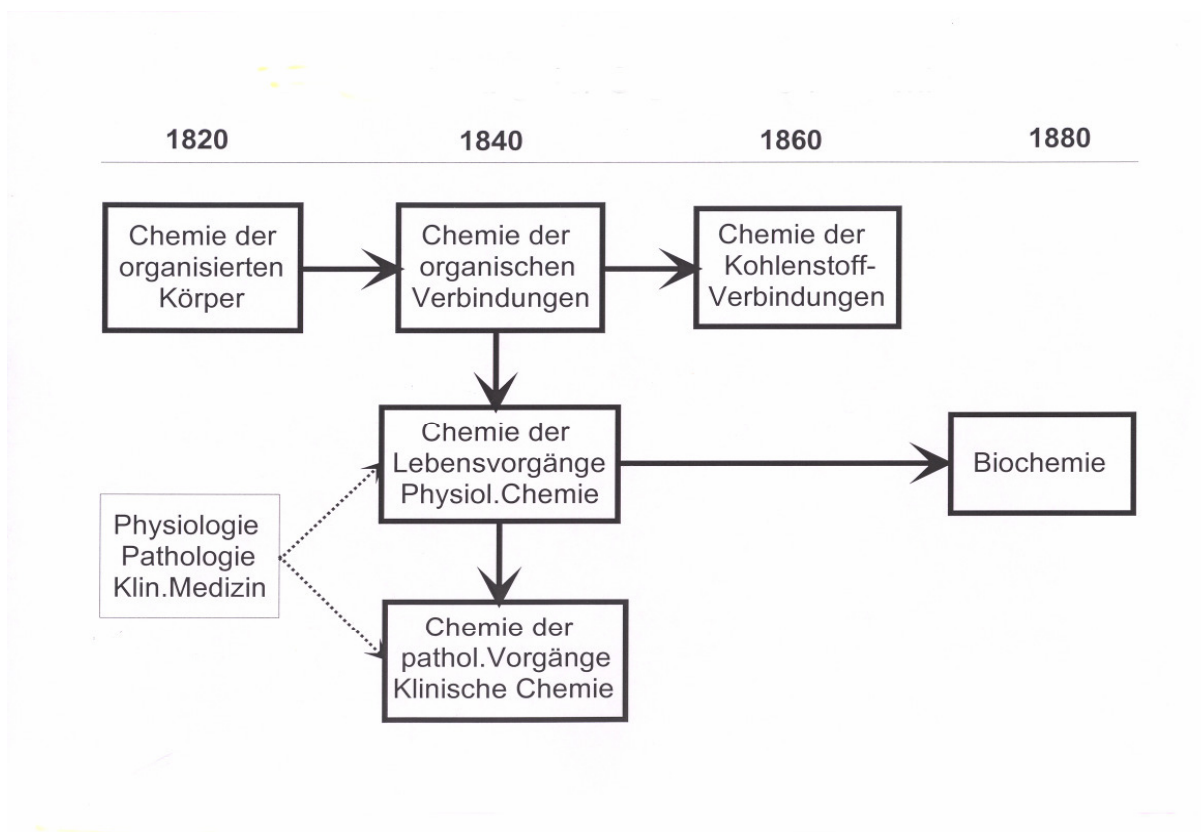 1820 1840 1860 1880
Chemie der
organisierten
Körper
Chemie der
organischen
Verbindungen
Chemie der
Kohlenstoff-
Verbindungen
Chemie der
Lebensvorgänge
Physiol.Chemie
Biochemie
Physiologie
Pathologie
Klin.Medizin
Chemie der
pathol.Vorgänge
Klinische Chemie